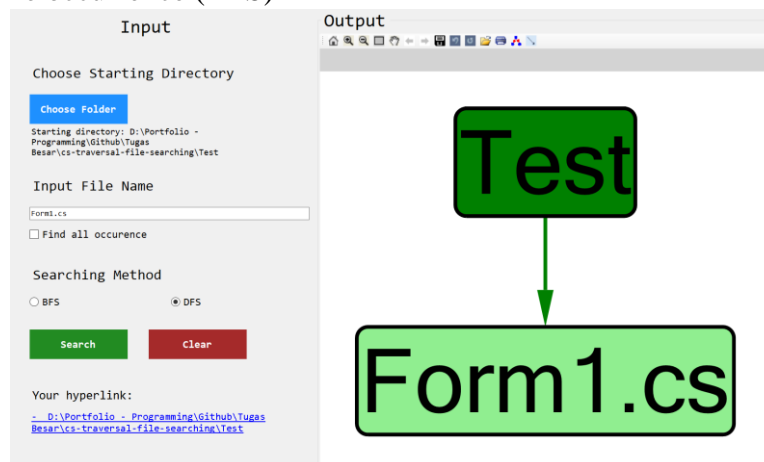 Input
Choose Starting Directory
Choose Folder
Starting directory: D:\Portfolio -
Programming\Github\Tugas
Besar\cs-traversal-file-searching\Test
Input File Name
Form1.cs
Find all occurence
Searching Method
BFS
DFS
Search
Clear
Your hyperlink:
- D:\Portfolio - Programming\Github\Tugas
Besar\cs-traversal-file-searching\Test
Output
Test
Form1.cs